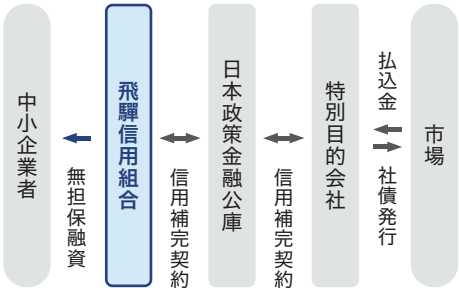 中小企業者
無担保融資
飛驒信用組合
信用補完契約
日本政策金融公庫
信用補完契約
特別目的会社
払込金
社債発行
市場